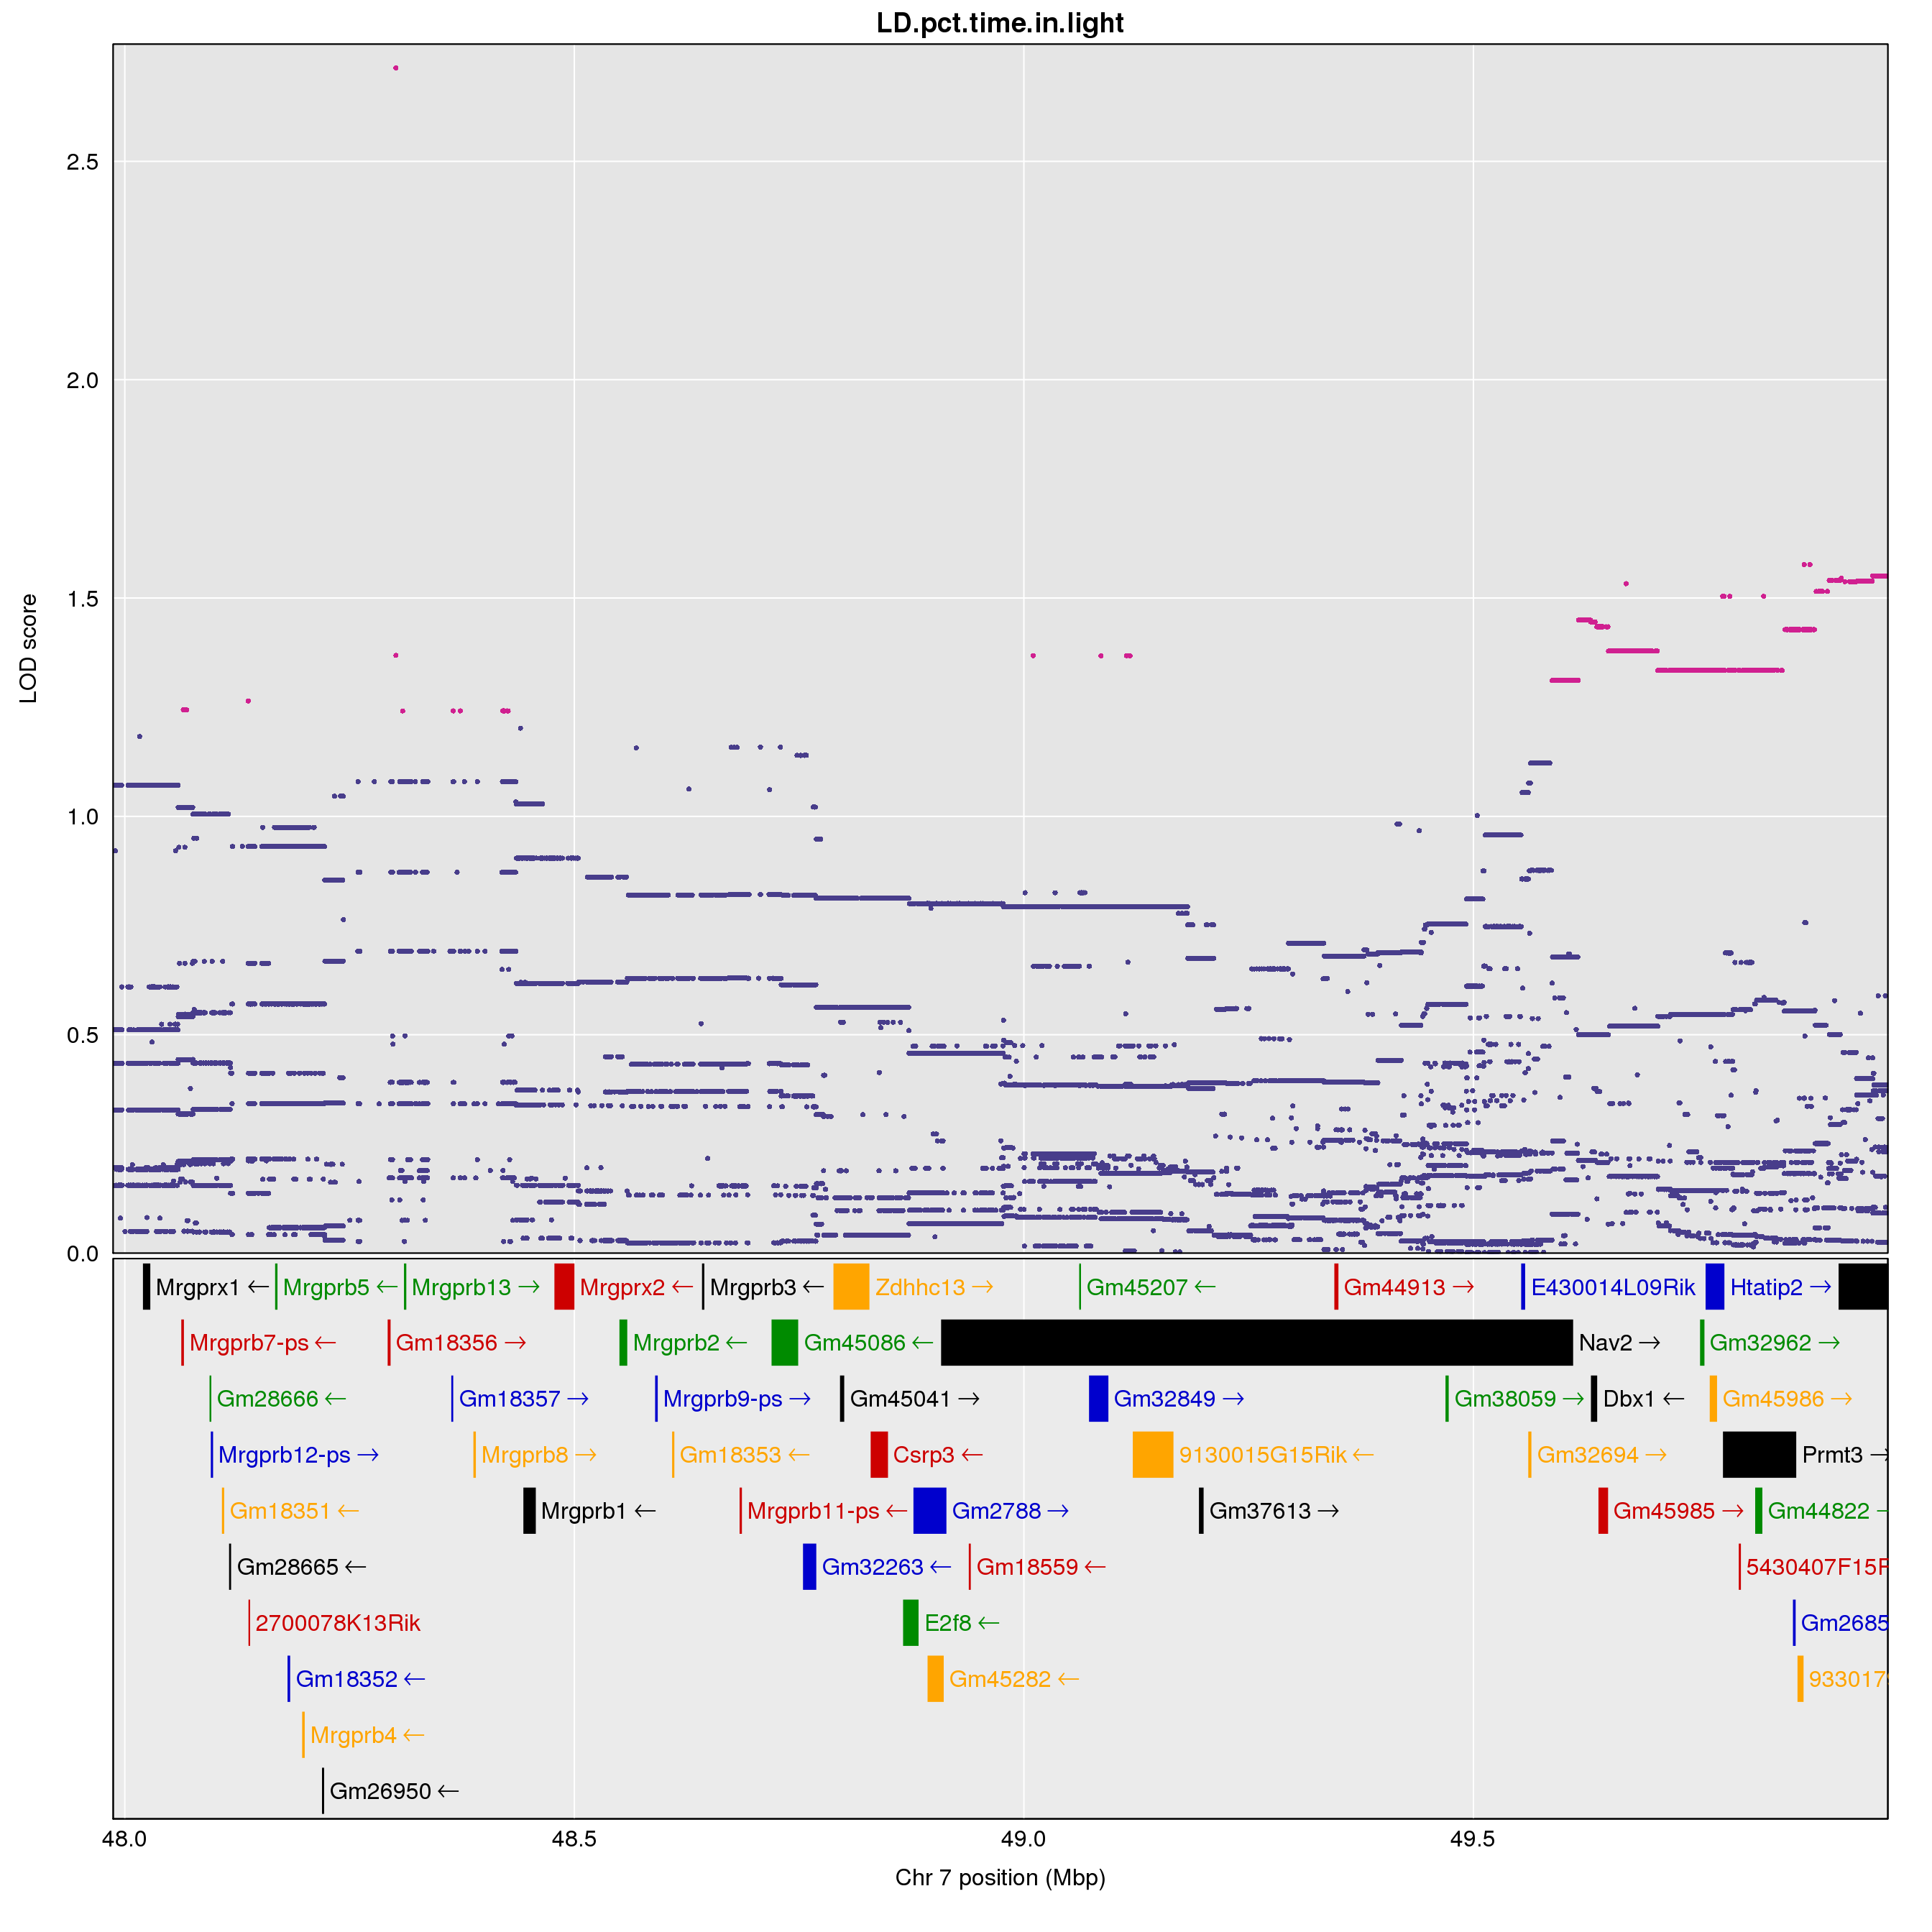 LD.pct.time.in.light
2.5
2.0
1.5
1.0
0.5
0.0
LOD score
Mrgprx1 ← Mrgprb5 ← Mrgprb13 → Mrgprx2 ← Mrgprb3 ← Zdhhc13 → Gm45207 ← Gm44913 → E430014L09Rik Htatip2 →
Mrgprb7-ps ← Gm18356 → Mrgprb2 ← Gm45086 ← Nav2 → Gm32962 →
Gm28666 ← Gm18357 → Mrgprb9-ps → Gm45041 → Gm32849 → Gm38059 → Dbx1 ← Gm45986 →
Mrgprb12-ps → Mrgprb8 → Gm18353 ← Csrp3 ← 9130015G15Rik ← Gm32694 → Prmt3 →
Gm18351 ← Mrgprb1 ← Mrgprb11-ps ← Gm2788 → Gm37613 → Gm45985 → Gm44822 →
Gm28665 ← Gm32263 ← Gm18559 ← 5430407F15R
2700078K13Rik E2f8 ← Gm2685
Gm18352 ← Gm45282 ← 933017
Mrgprb4 ←
Gm26950 ←
48.0 48.5 49.0 49.5
Chr 7 position (Mbp)